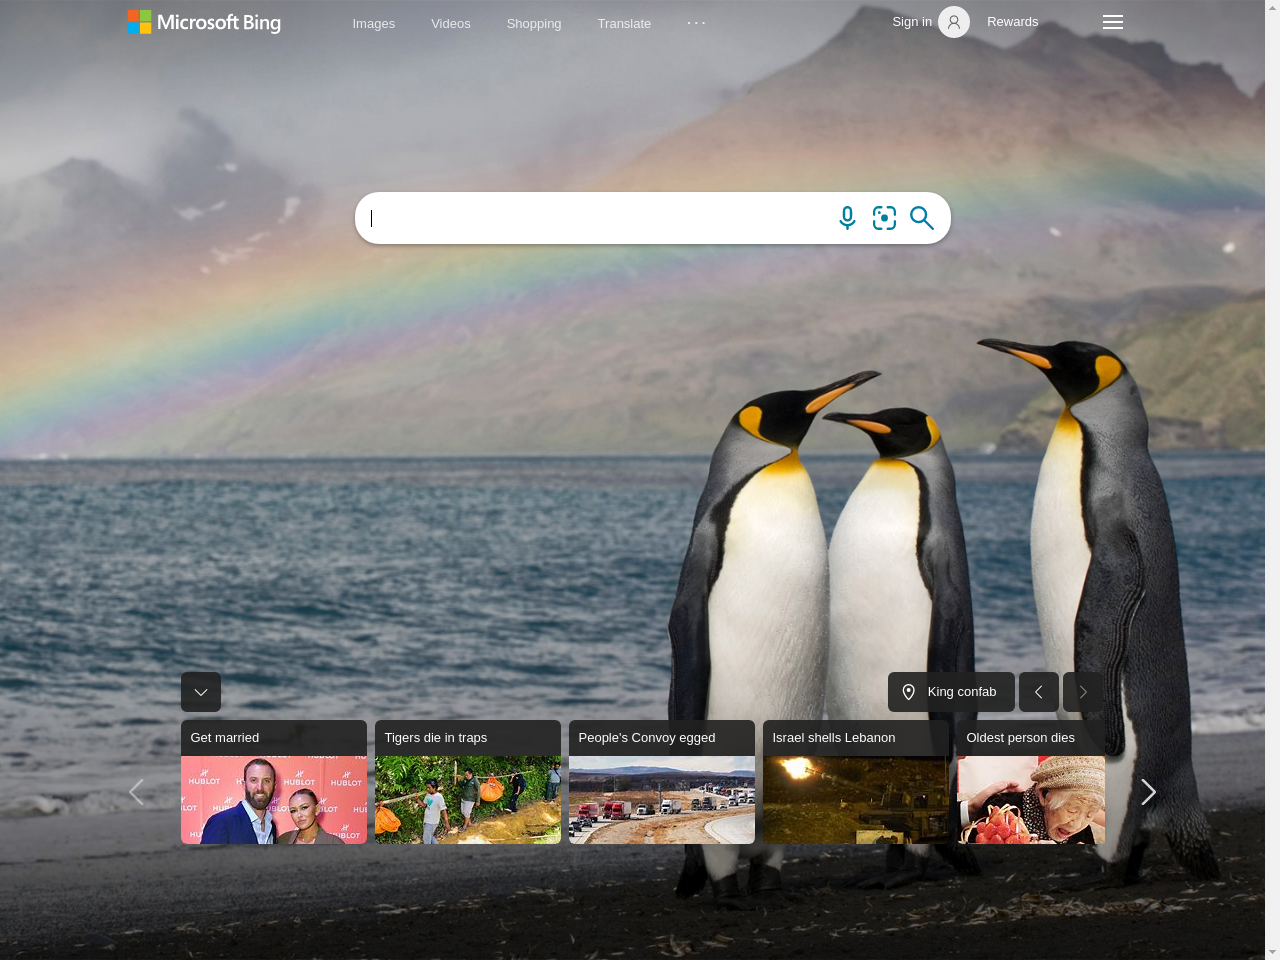 Microsoft Bing
Images Videos Shopping Translate ...
Sign in Rewards
King confab
Get married
Tigers die in traps
People's Convoy egged
Israel shells Lebanon
Oldest person dies
HUBLOT
HUBLOT
HUBLOT
HUBLOT